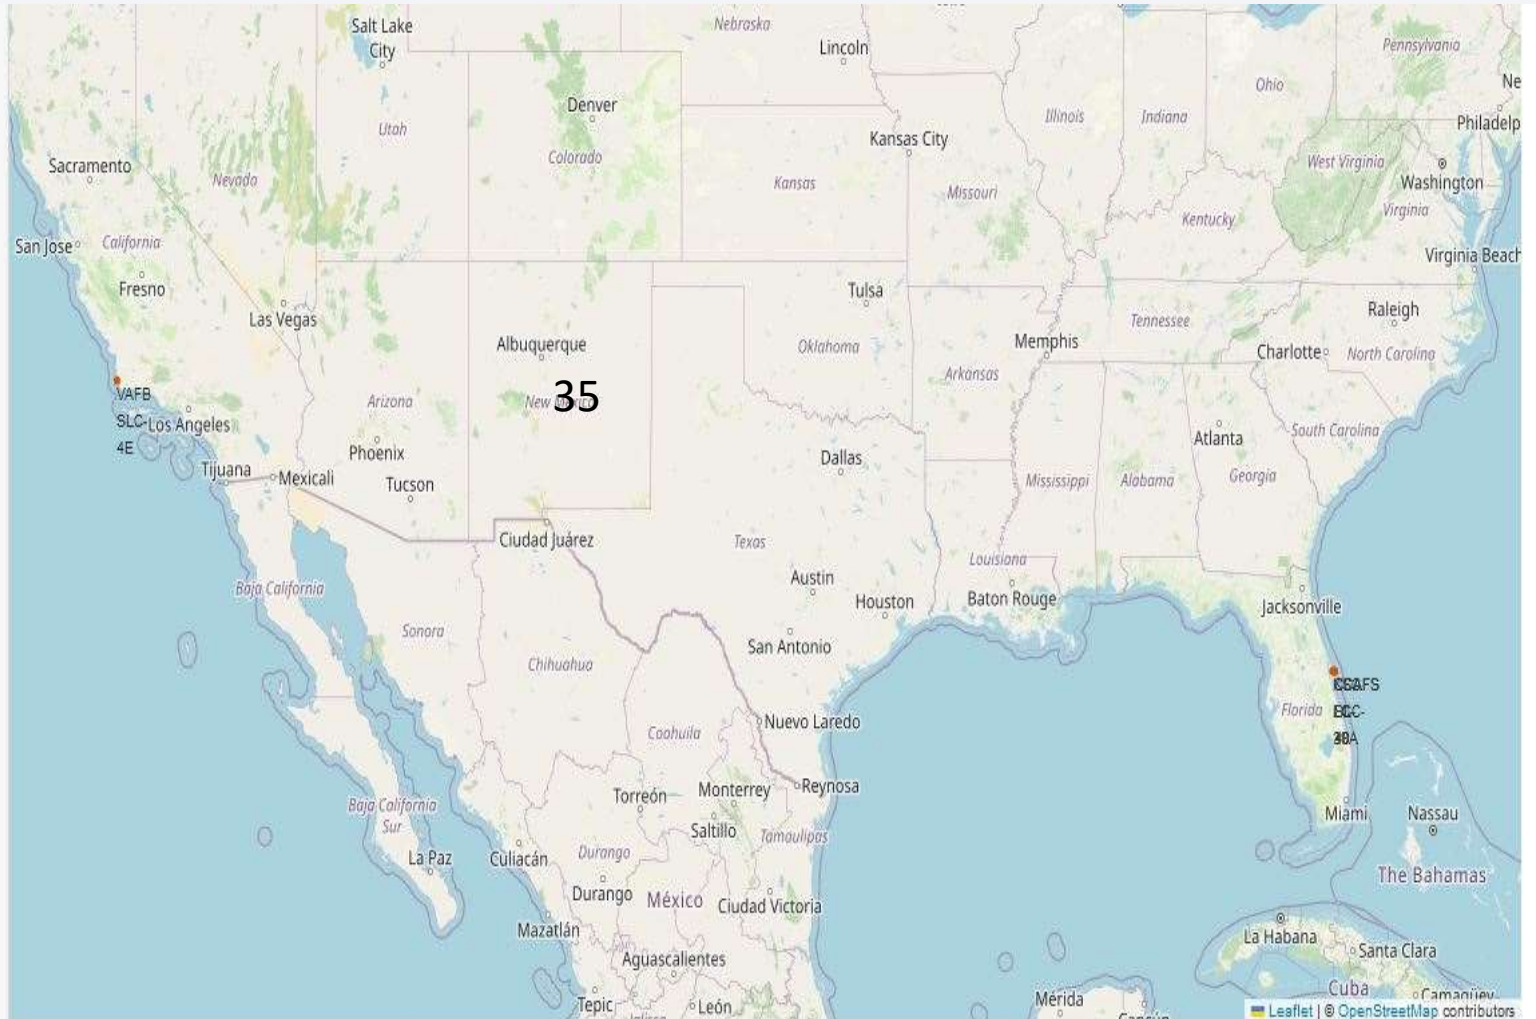 Salt Lake
City
Nebraska
Lincoln
Pennsylvania
Ne
Denver
Ohio
Illinois
Indiana
Philadelp
Utah
Kansas City
Colorado
Sacramento
Nevada
Kansas
Missouri
West Virginia
Washington
Virginia
Kentucky
San Jose
California
Virginia Beach
Fresno
Tulsa
Las Vegas
Raleigh
Tennessee
Albuquerque
Oklahoma
Memphis
Charlotte
North Carolina
Arkansas
VAFB
SLC-
4E
Los Angeles
Arizona
35
South Carolina
Atlanta
Phoenix
Dallas
Tijuana
Mexicali
Tucson
Mississippi
Alabama
Georgia
Ciudad Juárez
Texas
Louisiana
Austin
Baja California
Houston
Baton Rouge
Jacksonville
Sonora
San Antonio
Chihuahua
Florida
Nuevo Laredo
Coahuila
Reynosa
Torreón
Monterrey
Baja California
Sur
Saltillo
Tamaulipas
Miami
Nassau
La Paz
Culiacán
Durango
The Bahamas
Durango
México
Ciudad Victoria
Mazatlán
La Habana
Santa Clara
Aguascalientes
Cuba
Camagüey
Tepic
León
Jalisco
Mérida
Cancún
Leaflet | © OpenStreetMap contributors